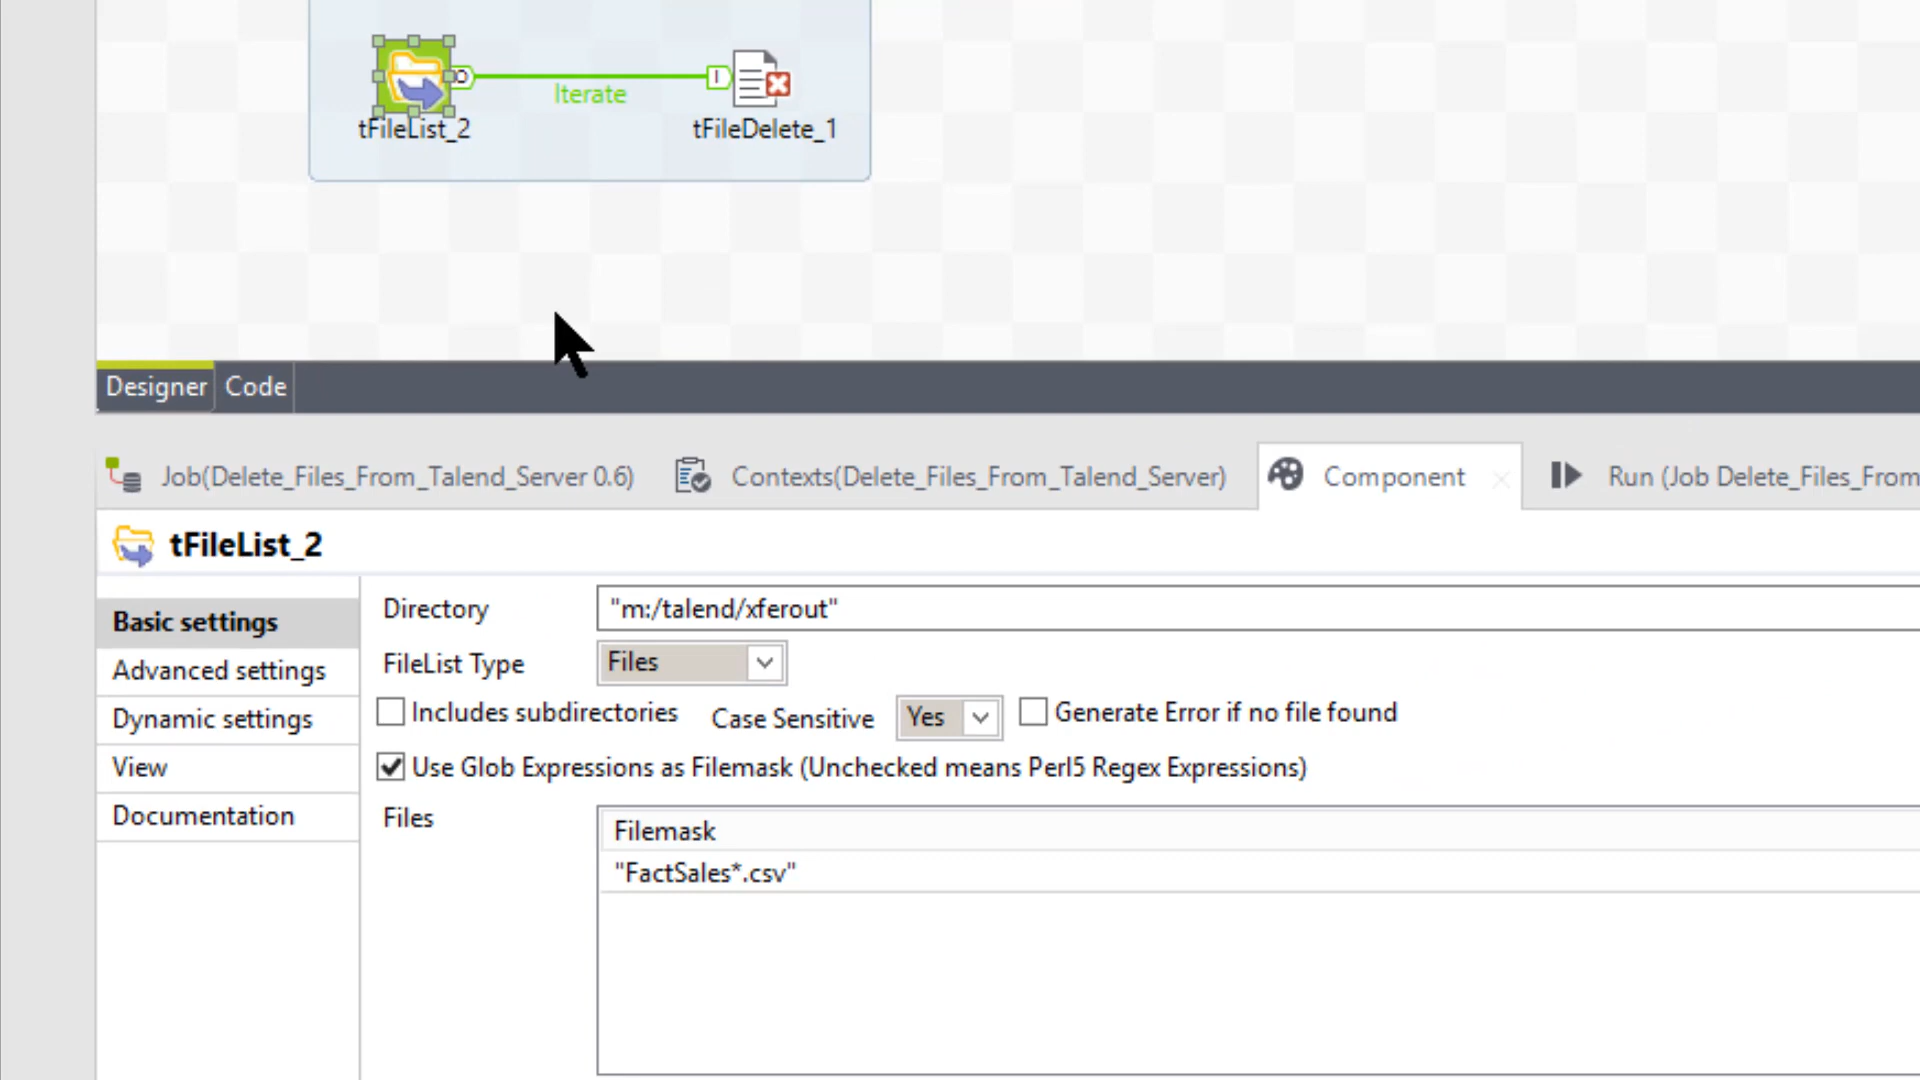 Iterate
tFileList_2
tFileDelete_1
Designer
Code
Job(Delete_Files_From_Talend_Server 0.6)
Contexts(Delete_Files_From_Talend_Server)
Component
Run (Job Delete_Files_From
tFileList_2
Basic settings
Advanced settings
Dynamic settings
View
Documentation
Directory
"m:/talend/xferout"
FileList Type
Files
Includes subdirectories
Case Sensitive
Yes
Generate Error if no file found
Use Glob Expressions as Filemask (Unchecked means Perl5 Regex Expressions)
Files
Filemask
"FactSales*.csv"